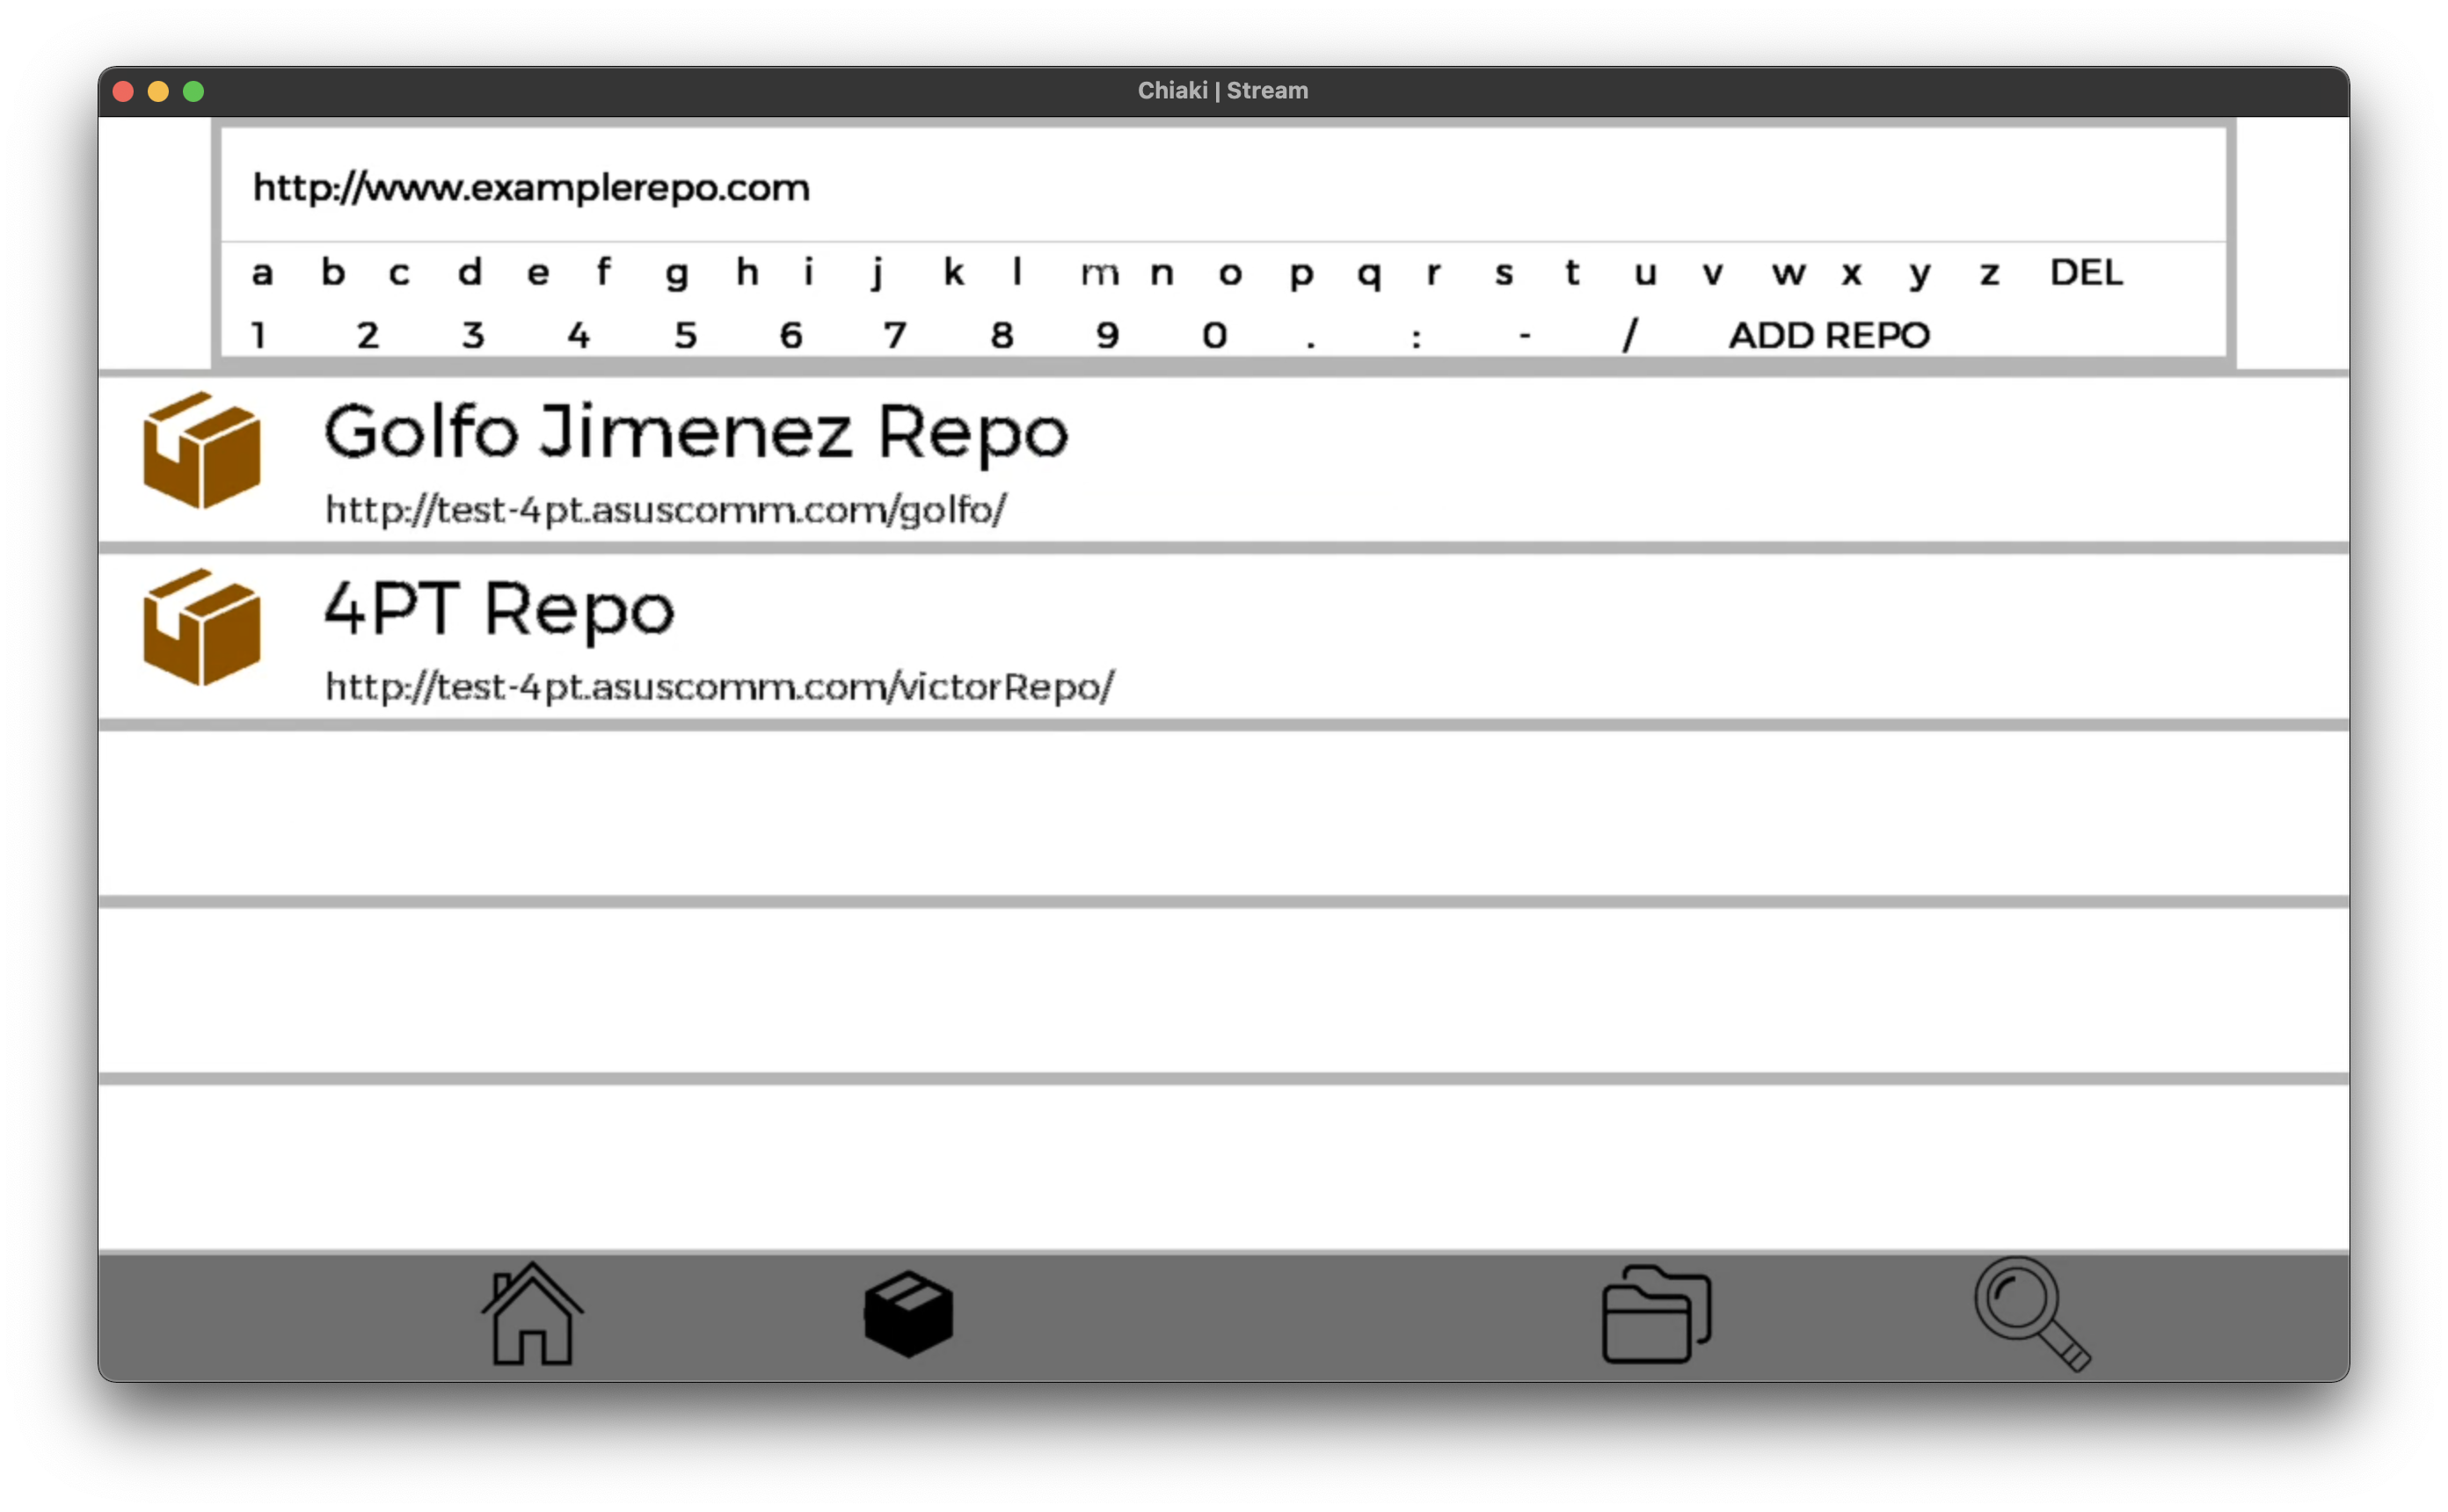 Chiaki | Stream
http://www.examplerepo.com
a b c d e f g h i j k l m n o p q r s t u v w x y z DEL
1 2 3 4 5 6 7 8 9 0 . : - / ADD REPO
Golfo Jimenez Repo
http://test-4pt.asuscomm.com/golfo/
4PT Repo
http://test-4pt.asuscomm.com/victorRepo/